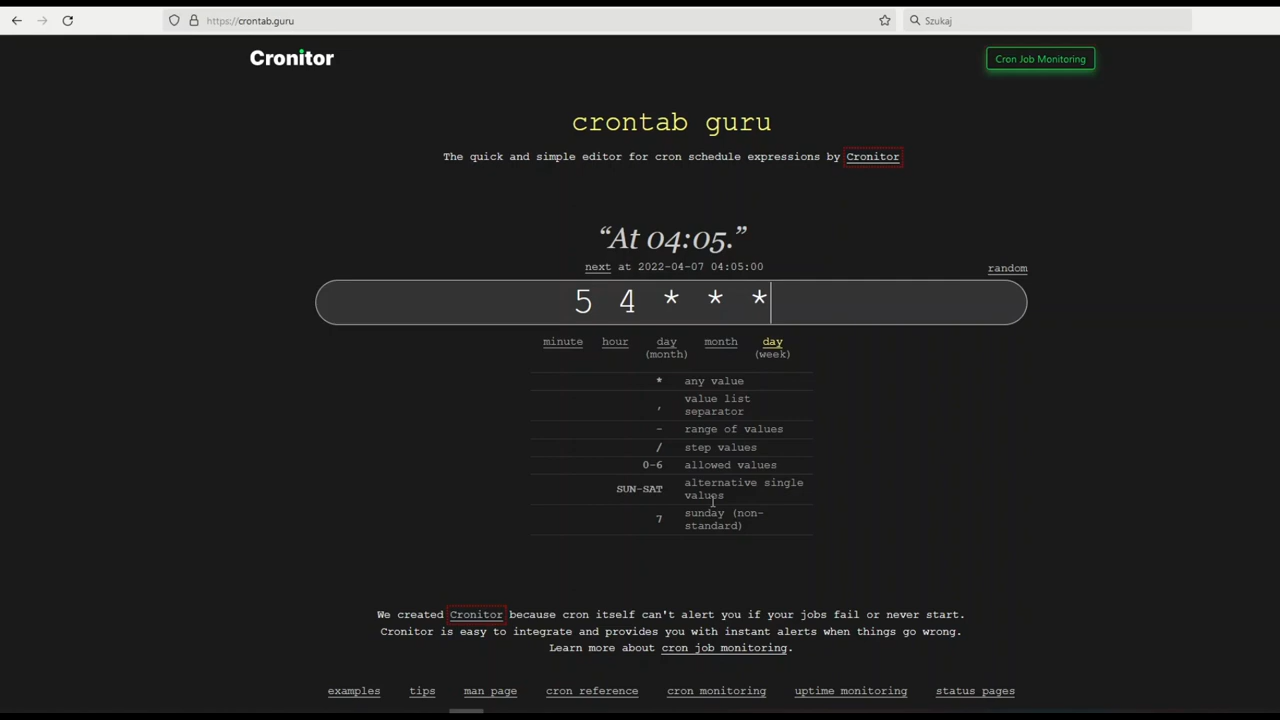 https://crontab.guru
Szukaj
Cronitor
Cron Job Monitoring
crontab guru
The quick and simple editor for cron schedule expressions by Cronitor
“At 04:05.”
next at 2022-04-07 04:05:00
random
5 4 * * *
minute hour day month day
(month) (week)
* any value
, value list
separator
- range of values
/ step values
0-6 allowed values
SUN-SAT alternative single
values
7 sunday (non-
standard)
We created Cronitor because cron itself can't alert you if your jobs fail or never start.
Cronitor is easy to integrate and provides you with instant alerts when things go wrong.
Learn more about cron job monitoring.
examples tips man page cron reference cron monitoring uptime monitoring status pages